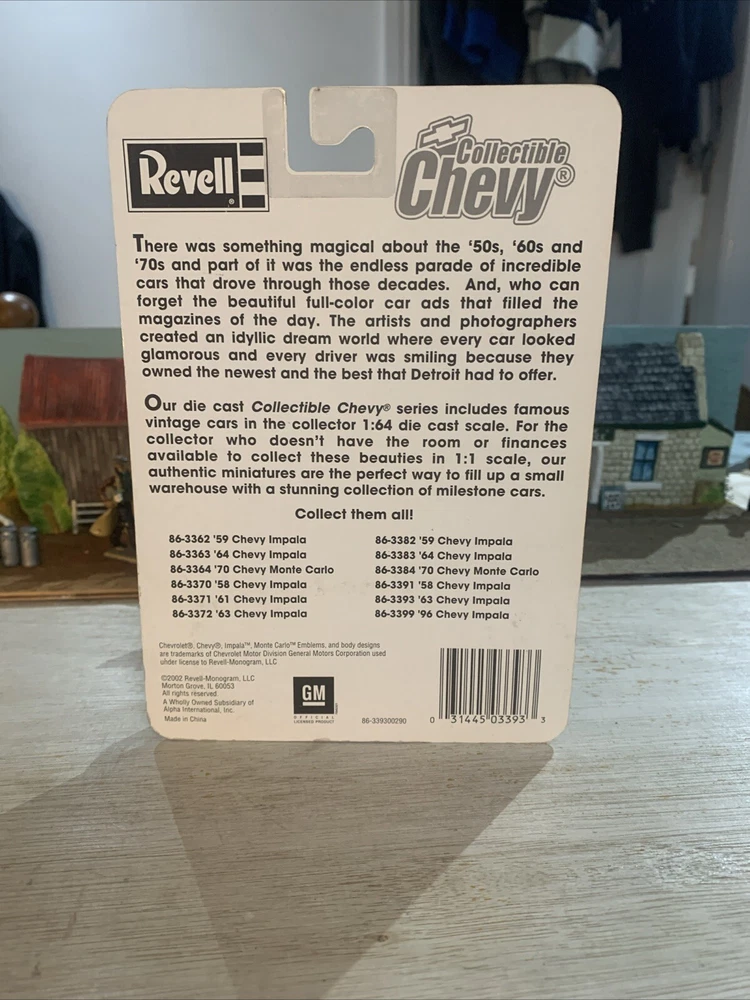 Revell®
Collectible
Chevy®
There was something magical about the ‘50s, ‘60s and
‘70s and part of it was the endless parade of incredible
cars that drove through those decades. And, who can
forget the beautiful full-color car ads that filled the
magazines of the day. The artists and photographers
created an idyllic dream world where every car looked
glamorous and every driver was smiling because they
owned the newest and the best that Detroit had to offer.
Our die cast Collectible Chevy® series includes famous
vintage cars in the collector 1:64 die cast scale. For the
collector who doesn’t have the room or finances
available to collect these beauties in 1:1 scale, our
authentic miniatures are the perfect way to fill up a small
warehouse with a stunning collection of milestone cars.
Collect them all!
86-3362 '59 Chevy Impala
86-3363 '64 Chevy Impala
86-3364 '70 Chevy Monte Carlo
86-3370 '58 Chevy Impala
86-3371 '61 Chevy Impala
86-3372 '63 Chevy Impala
86-3382 '59 Chevy Impala
86-3383 '64 Chevy Impala
86-3384 '70 Chevy Monte Carlo
86-3391 '58 Chevy Impala
86-3393 '63 Chevy Impala
86-3399 '96 Chevy Impala
Chevrolet®, Chevy®, Impala™, Monte Carlo™ Emblems, and body designs
are trademarks of Chevrolet Motor Division General Motors Corporation used
under license to Revell-Monogram, LLC
©2002 Revell-Monogram, LLC
Morton Grove, IL 60053
All rights reserved.
A Wholly Owned Subsidiary of
Alpha International, Inc.
Made in China
GM
OFFICIAL
LICENSED PRODUCT
86-339300290
0 31445 03393 3